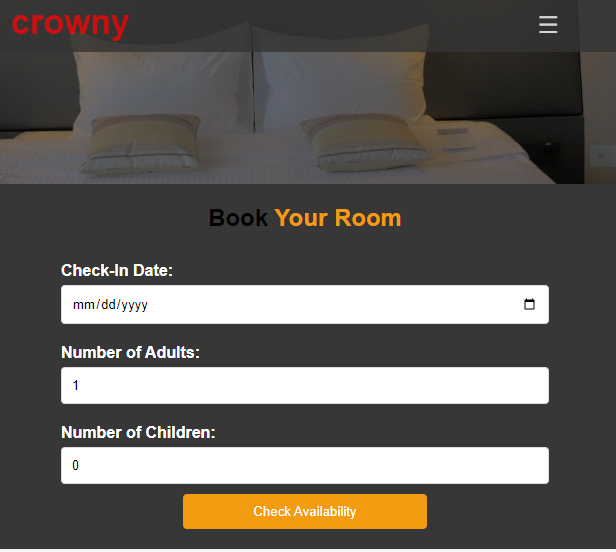 crowny
Book Your Room
Check-In Date:
mm/dd/yyyy
Number of Adults:
1
Number of Children:
0
Check Availability